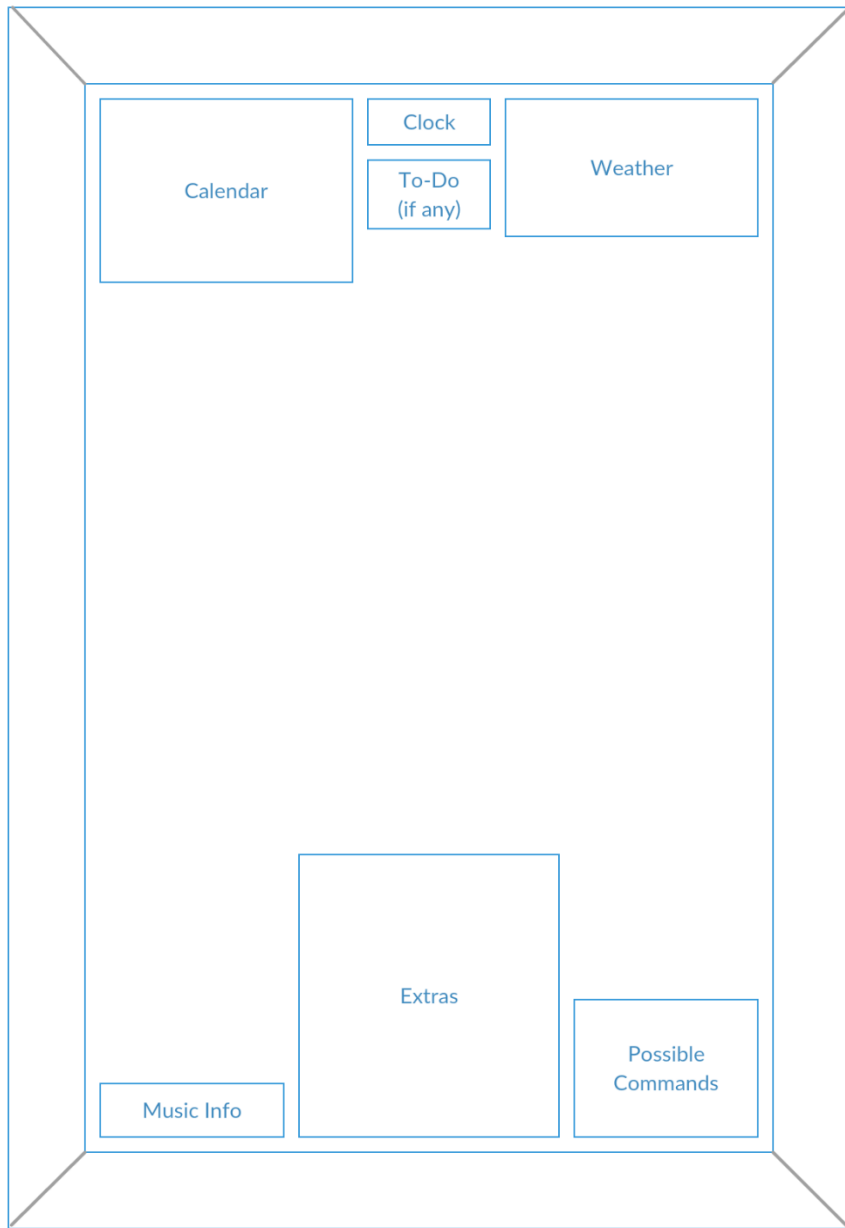 Calendar
Clock
To-Do
(if any)
Weather
Extras
Music Info
Possible
Commands